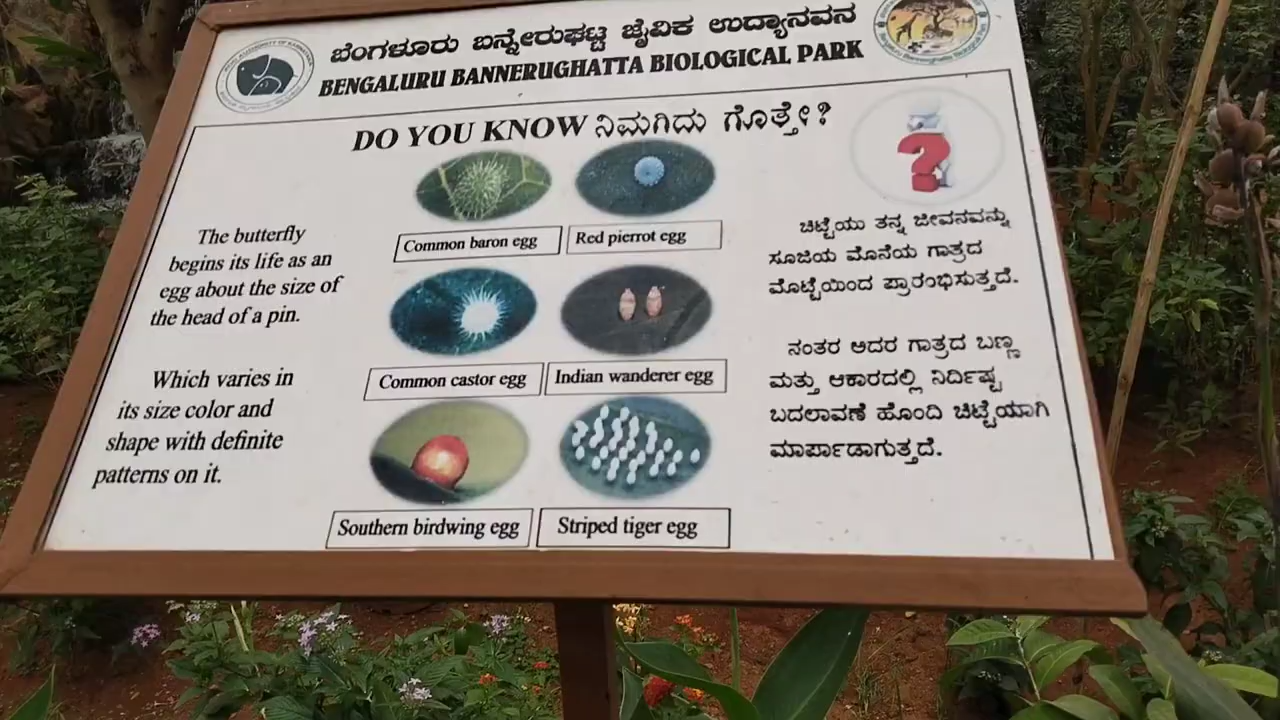 ಬೆಂಗಳೂರು ಬನ್ನೇರುಘಟ್ಟ ಜೈವಿಕ ಉದ್ಯಾನವನ
BENGALURU BANNERUGHATTA BIOLOGICAL PARK
DO YOU KNOW ನಿಮಗಿದು ಗೊತ್ತೇ?
The butterfly
begins its life as an
egg about the size of
the head of a pin.
Which varies in
its size color and
shape with definite
patterns on it.
Common baron egg
Red pierrot egg
Common castor egg
Indian wanderer egg
Southern birdwing egg
Striped tiger egg
ಚಿಟ್ಟೆಯು ತನ್ನ ಜೀವನವನ್ನು
ಸೂಜಿಯ ಮೊನೆಯ ಗಾತ್ರದ
ಮೊಟ್ಟೆಯಿಂದ ಪ್ರಾರಂಭಿಸುತ್ತದೆ.
ನಂತರ ಅದರ ಗಾತ್ರದ ಬಣ್ಣ
ಮತ್ತು ಆಕಾರದಲ್ಲಿ ನಿರ್ದಿಷ್ಟ
ಬದಲಾವಣೆ ಹೊಂದಿ ಚಿಟ್ಟೆಯಾಗಿ
ಮಾರ್ಪಾಡಾಗುತ್ತದೆ.